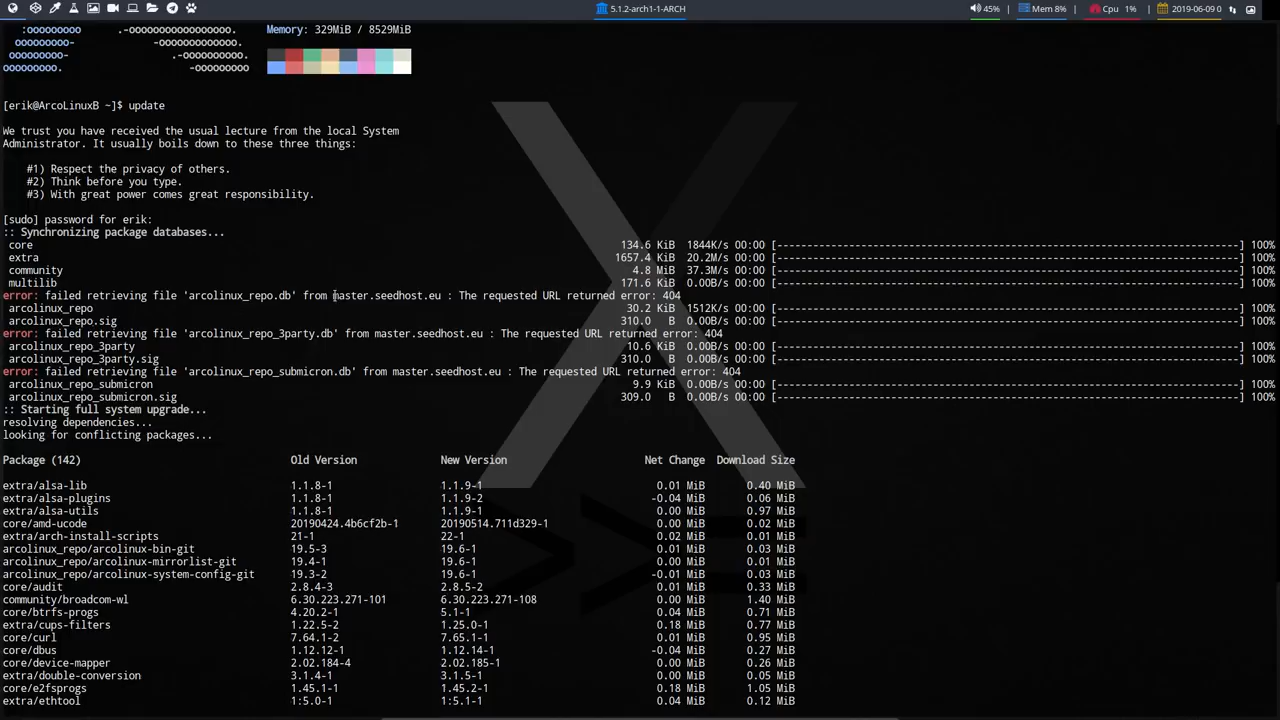 5.1.2-arch1-1-ARCH 45% Mem 8% Cpu 1% 2019-06-09 0
:ooooooooo .-ooooooooooooooooo. Memory: 329MiB / 8529MiB
oooooooooo- -oooooooooooooo.
oooooooooo- .-oooooooooo.
ooooooooo. -ooooooooo
[erik@ArcoLinuxB ~]$ update
We trust you have received the usual lecture from the local System
Administrator. It usually boils down to these three things:
#1) Respect the privacy of others.
#2) Think before you type.
#3) With great power comes great responsibility.
[sudo] password for erik:
:: Synchronizing package databases...
core 134.6 KiB 1844K/s 00:00 [------------------------------------------------------------------------------] 100%
extra 1657.4 KiB 20.2M/s 00:00 [------------------------------------------------------------------------------] 100%
community 4.8 MiB 37.3M/s 00:00 [------------------------------------------------------------------------------] 100%
multilib 171.6 KiB 0.00B/s 00:00 [------------------------------------------------------------------------------] 100%
error: failed retrieving file 'arcolinux_repo.db' from master.seedhost.eu : The requested URL returned error: 404
arcolinux_repo 30.2 KiB 1512K/s 00:00 [------------------------------------------------------------------------------] 100%
arcolinux_repo.sig 310.0 B 0.00B/s 00:00 [------------------------------------------------------------------------------] 100%
error: failed retrieving file 'arcolinux_repo_3party.db' from master.seedhost.eu : The requested URL returned error: 404
arcolinux_repo_3party 10.6 KiB 0.00B/s 00:00 [------------------------------------------------------------------------------] 100%
arcolinux_repo_3party.sig 310.0 B 0.00B/s 00:00 [------------------------------------------------------------------------------] 100%
error: failed retrieving file 'arcolinux_repo_submicron.db' from master.seedhost.eu : The requested URL returned error: 404
arcolinux_repo_submicron 9.9 KiB 0.00B/s 00:00 [------------------------------------------------------------------------------] 100%
arcolinux_repo_submicron.sig 309.0 B 0.00B/s 00:00 [------------------------------------------------------------------------------] 100%
:: Starting full system upgrade...
resolving dependencies...
looking for conflicting packages...
Package (142) Old Version New Version Net Change Download Size
extra/alsa-lib 1.1.8-1 1.1.9-1 0.01 MiB 0.40 MiB
extra/alsa-plugins 1.1.8-1 1.1.9-2 -0.04 MiB 0.06 MiB
extra/alsa-utils 1.1.8-1 1.1.9-1 0.00 MiB 0.97 MiB
core/amd-ucode 20190424.4b6cf2b-1 20190514.711d329-1 0.00 MiB 0.02 MiB
extra/arch-install-scripts 21-1 22-1 0.02 MiB 0.01 MiB
arcolinux_repo/arcolinux-bin-git 19.5-3 19.6-1 0.01 MiB 0.03 MiB
arcolinux_repo/arcolinux-mirrorlist-git 19.4-1 19.6-1 0.00 MiB 0.01 MiB
arcolinux_repo/arcolinux-system-config-git 19.3-2 19.6-1 -0.01 MiB 0.03 MiB
core/audit 2.8.4-3 2.8.5-2 0.01 MiB 0.33 MiB
community/broadcom-wl 6.30.223.271-101 6.30.223.271-108 0.00 MiB 1.40 MiB
core/btrfs-progs 4.20.2-1 5.1-1 0.04 MiB 0.71 MiB
extra/cups-filters 1.22.5-2 1.25.0-1 0.18 MiB 0.77 MiB
core/curl 7.64.1-2 7.65.1-1 0.01 MiB 0.95 MiB
core/dbus 1.12.12-1 1.12.14-1 -0.04 MiB 0.27 MiB
core/device-mapper 2.02.184-4 2.02.185-1 0.00 MiB 0.26 MiB
extra/double-conversion 3.1.4-1 3.1.5-1 0.00 MiB 0.05 MiB
core/e2fsprogs 1.45.1-1 1.45.2-1 0.18 MiB 1.05 MiB
extra/ethtool 1:5.0-1 1:5.1-1 0.04 MiB 0.12 MiB